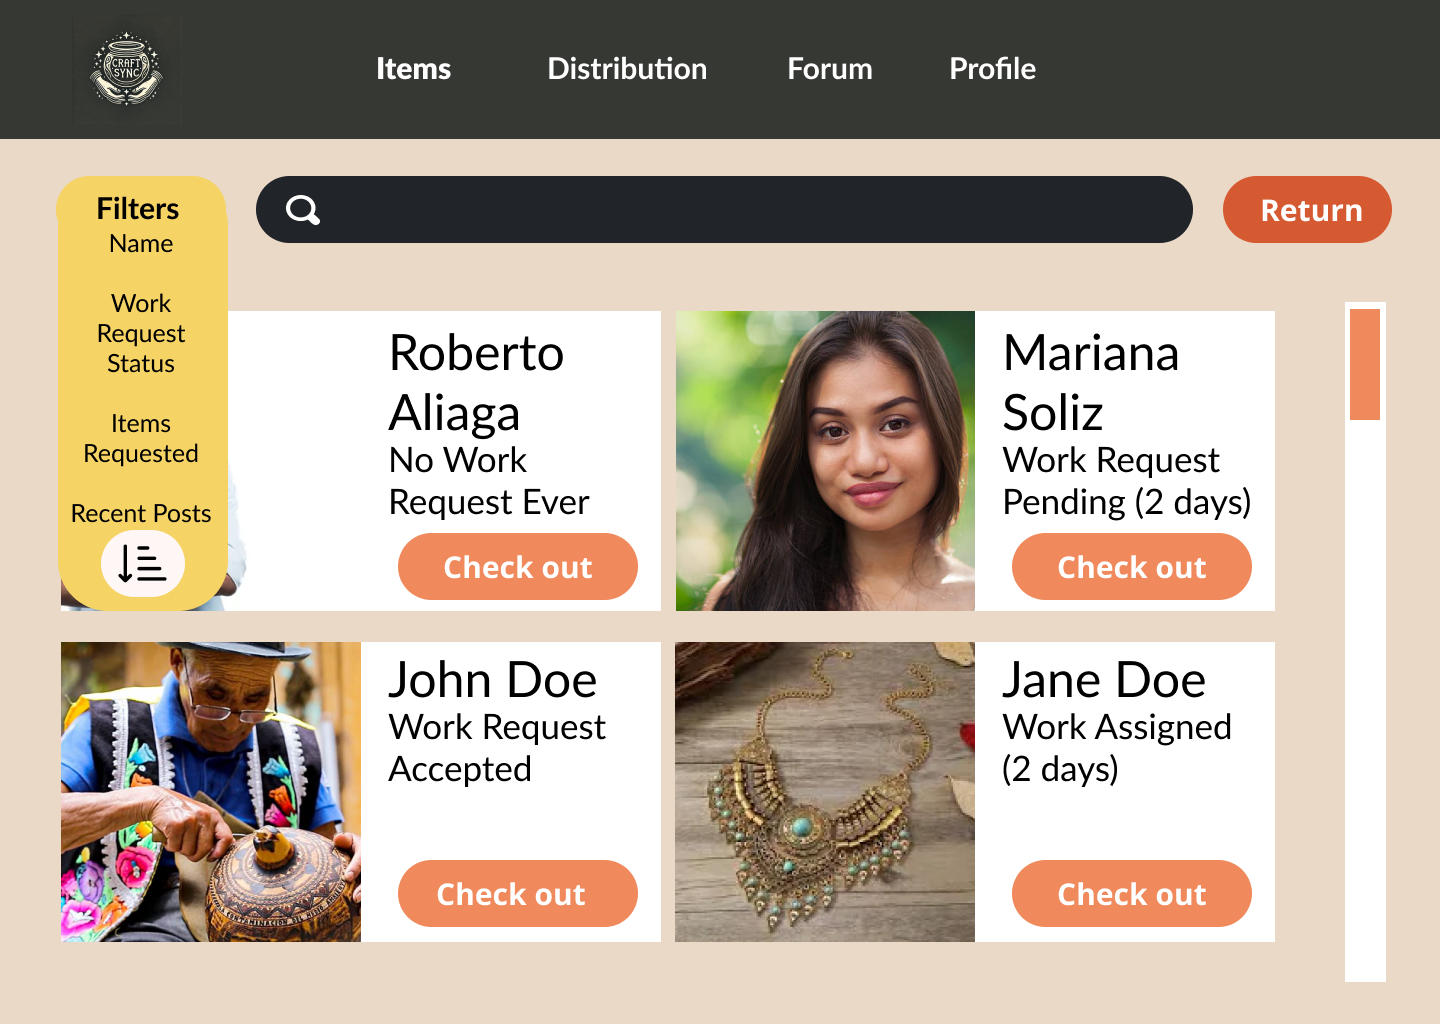 CRAFT
SYNC
Items
Distribution
Forum
Profile
Filters
Name
Work
Request
Status
Items
Requested
Recent Posts
Return
Roberto
Aliaga
No Work
Request Ever
Check out
Mariana
Soliz
Work Request
Pending (2 days)
Check out
John Doe
Work Request
Accepted
Check out
Jane Doe
Work Assigned
(2 days)
Check out